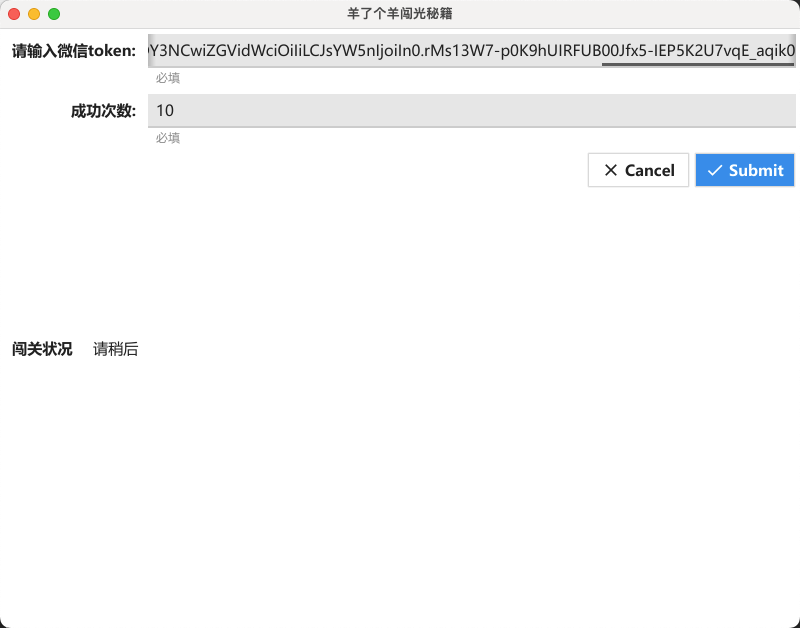 羊了个羊闯光秘籍
请输入微信token: Y3NCwiZGVidWciOiIiLCJsYW5nIjoiIn0.rMs13W7-p0K9hUIRFUB00Jfx5-IEP5K2U7vqE_aqik0
必填
成功次数: 10
必填
Cancel Submit
闯关状况 请稍后